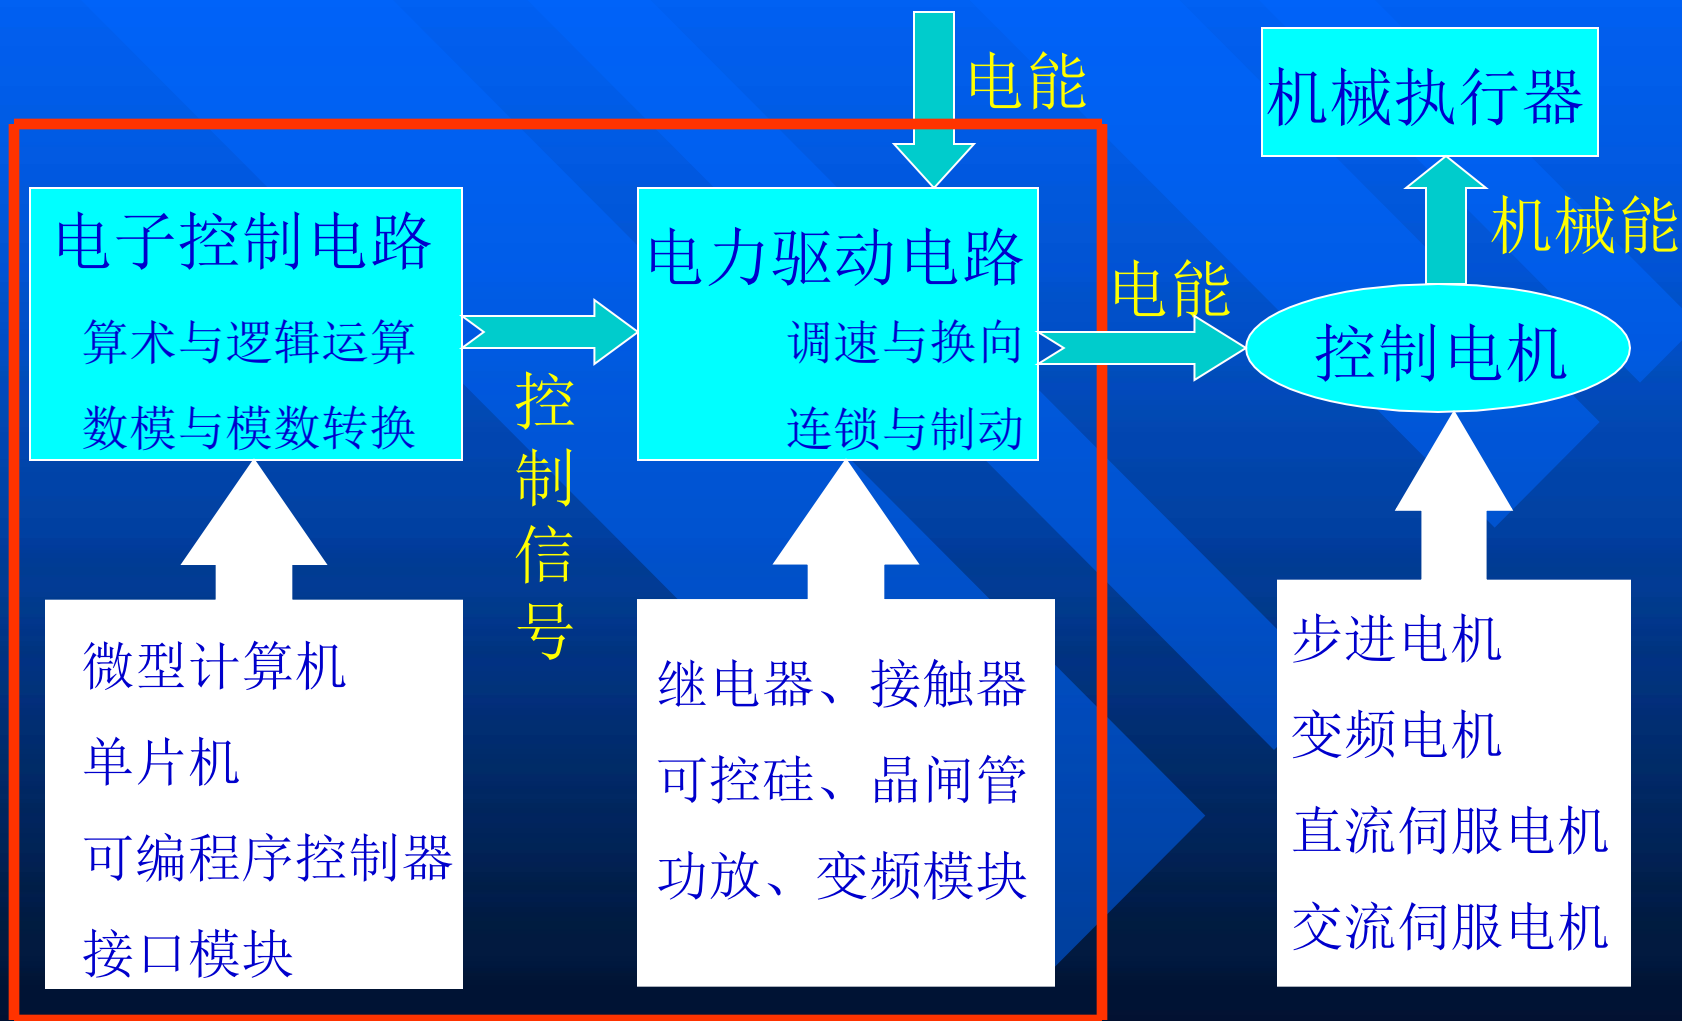 电能
机械执行器
机械能
电子控制电路
算术与逻辑运算
数模与模数转换
控制信号
电力驱动电路
调速与换向
连锁与制动
电能
控制电机
微型计算机
单片机
可编程序控制器
接口模块
继电器、接触器
可控硅、晶闸管
功放、变频模块
步进电机
变频电机
直流伺服电机
交流伺服电机